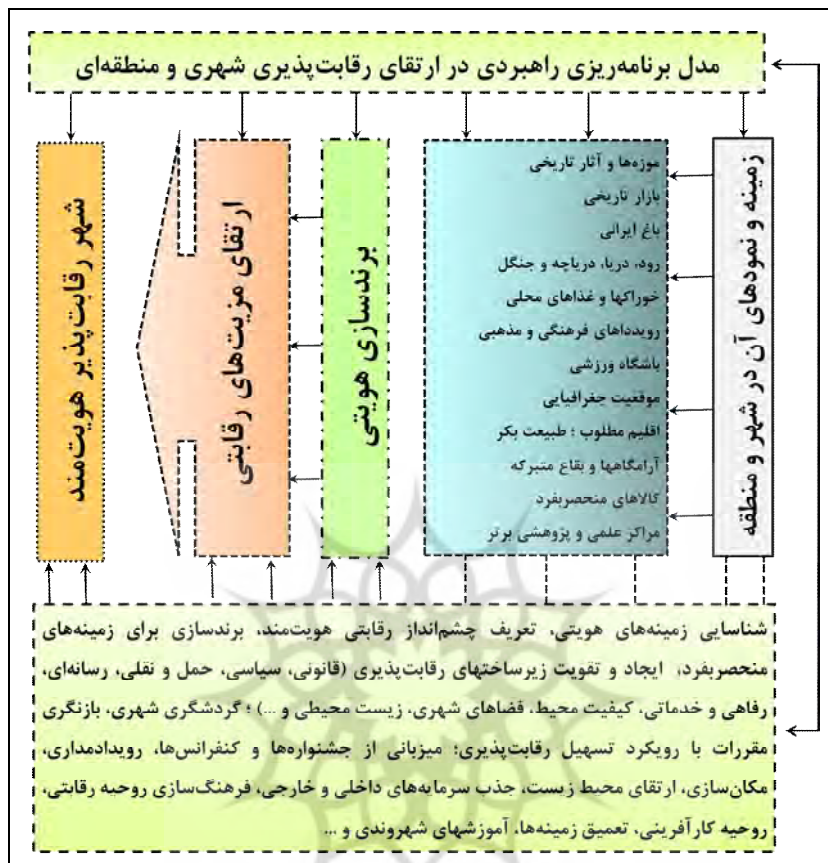 مدل برنامه‌ریزی راهبردی در ارتقای رقابت‌پذیری شهری و منطقه‌ای
زمینه و نمودهای آن در شهر و منطقه
موزه‌ها و آثار تاریخی
بازار تاریخی
باغ ایرانی
رود، دریا، دریاچه و جنگل
خوراکها و غذاهای محلی
رویدداهای فرهنگی و مذهبی
باشگاه ورزشی
موقعیت جغرافیایی
اقلیم مطلوب ؛ طبیعت بکر
آرامگاهها و بقاع متبرکه
کالاهای منحصربفرد
مراکز علمی و پژوهشی برتر
برندسازی هویتی
ارتقای مزیت‌های رقابتی
شهر رقابت‌پذیر هویت‌مند
شناسایی زمینه‌های هویتی، تعریف چشم‌انداز رقابتی هویت‌مند، برندسازی برای زمینه‌های
منحصربفرد، ایجاد و تقویت زیرساختهای رقابت‌پذیری (قانونی، سیاسی، حمل و نقلی، رسانه‌ای،
رفاهی و خدماتی، کیفیت محیط، فضاهای شهری، زیست محیطی و ...) ؛ گردشگری شهری، بازنگری
مقررات با رویکرد تسهیل رقابت‌پذیری؛ میزبانی از جشنواره‌ها و کنفرانس‌ها، رویدادمداری،
مکان‌سازی، ارتقای محیط زیست، جذب سرمایه‌های داخلی و خارجی، فرهنگ‌سازی روحیه رقابتی،
روحیه کارآفرینی، تعمیق زمینه‌ها، آموزشهای شهروندی و ...